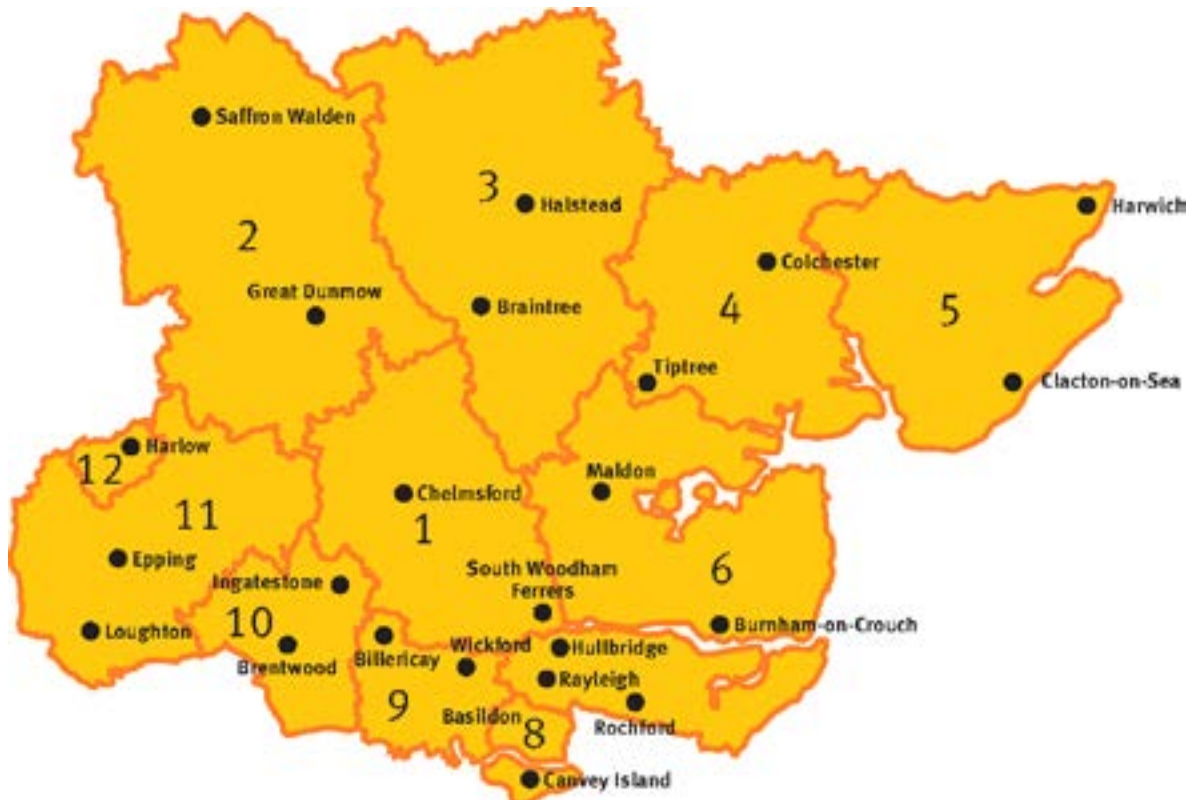 Saffron Walden
3
Halstead
Harwich
2
Colchester
Great Dunmow
Braintree
4
5
Tiptree
Clacton-on-Sea
Harlow
12
Maldon
Chelmsford
11
1
Epping
South Woodham
Ferrers
6
Ingatestone
10
Loughton
Burnham-on-Crouch
Wickford
Hullbridge
Billericay
Brentwood
Rayleigh
9
Basildon
Rochford
8
Canvey Island